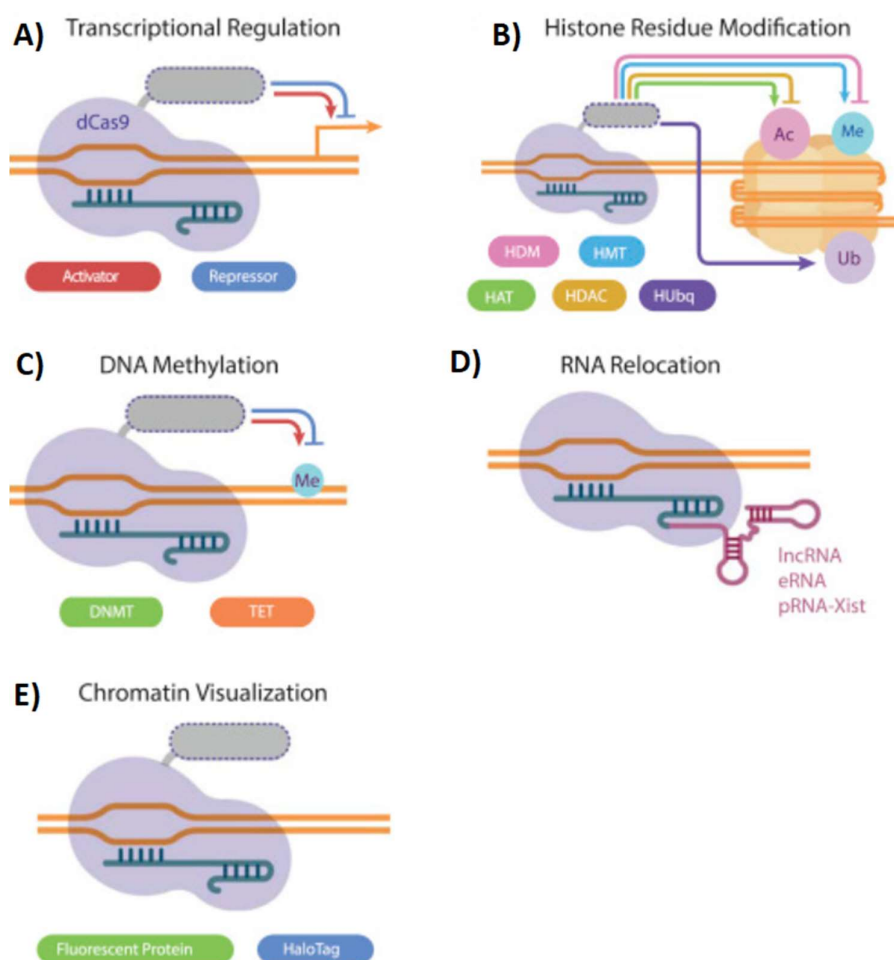 A) Transcriptional Regulation
dCas9
Activator Repressor
B) Histone Residue Modification
Ac Me
Ub
HDM HMT
HAT HDAC HUbq
C) DNA Methylation
Me
DNMT TET
D) RNA Relocation
lncRNA
eRNA
pRNA-Xist
E) Chromatin Visualization
Fluorescent Protein HaloTag